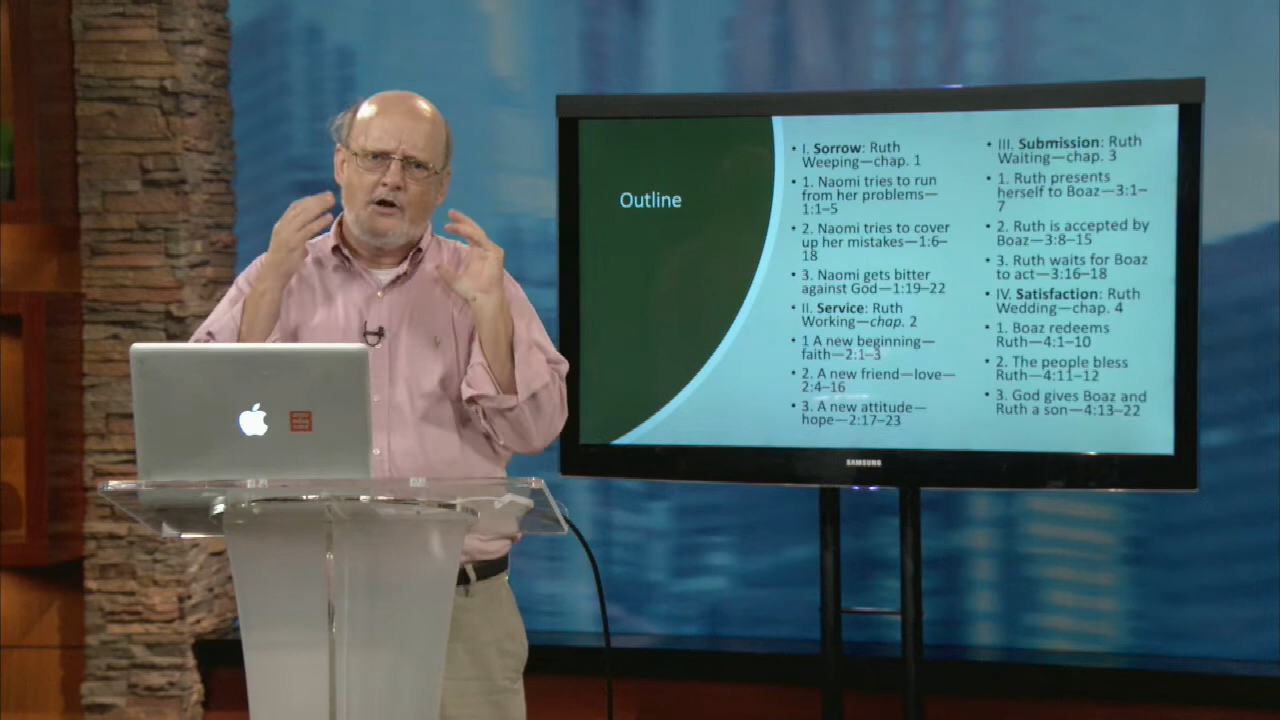 Outline
• I. Sorrow: Ruth
Weeping—chap. 1
• 1. Naomi tries to run
from her problems—
1:1–5
• 2. Naomi tries to cover
up her mistakes—1:6–
18
• 3. Naomi gets bitter
against God—1:19–22
• II. Service: Ruth
Working—chap. 2
• 1 A new beginning—
faith—2:1–3
• 2. A new friend—love—
2:4–16
• 3. A new attitude—
hope—2:17–23
• III. Submission: Ruth
Waiting—chap. 3
• 1. Ruth presents
herself to Boaz—3:1–
7
• 2. Ruth is accepted by
Boaz—3:8–15
• 3. Ruth waits for Boaz
to act—3:16–18
• IV. Satisfaction: Ruth
Wedding—chap. 4
• 1. Boaz redeems
Ruth—4:1–10
• 2. The people bless
Ruth—4:11–12
• 3. God gives Boaz and
Ruth a son—4:13–22
SAMSUNG